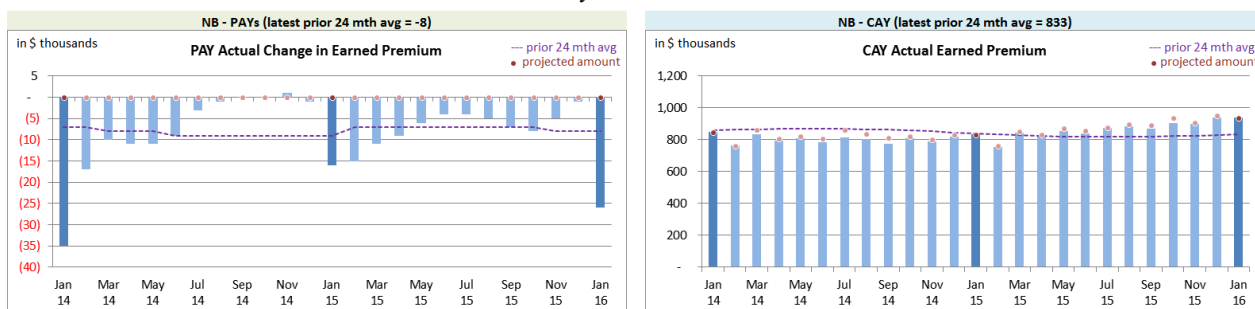 NB - PAYs (latest prior 24 mth avg = -8)
in $ thousands
PAY Actual Change in Earned Premium
prior 24 mth avg
projected amount
5
-
(5)
(10)
(15)
(20)
(25)
(30)
(35)
(40)
Jan Mar May Jul Sep Nov Jan Mar May Jul Sep Nov Jan
14 14 14 14 14 14 15 15 15 15 15 15 16
NB - CAY (latest prior 24 mth avg = 833)
in $ thousands
CAY Actual Earned Premium
prior 24 mth avg
projected amount
1,200
1,000
800
600
400
200
-
Jan Mar May Jul Sep Nov Jan Mar May Jul Sep Nov Jan
14 14 14 14 14 14 15 15 15 15 15 15 16